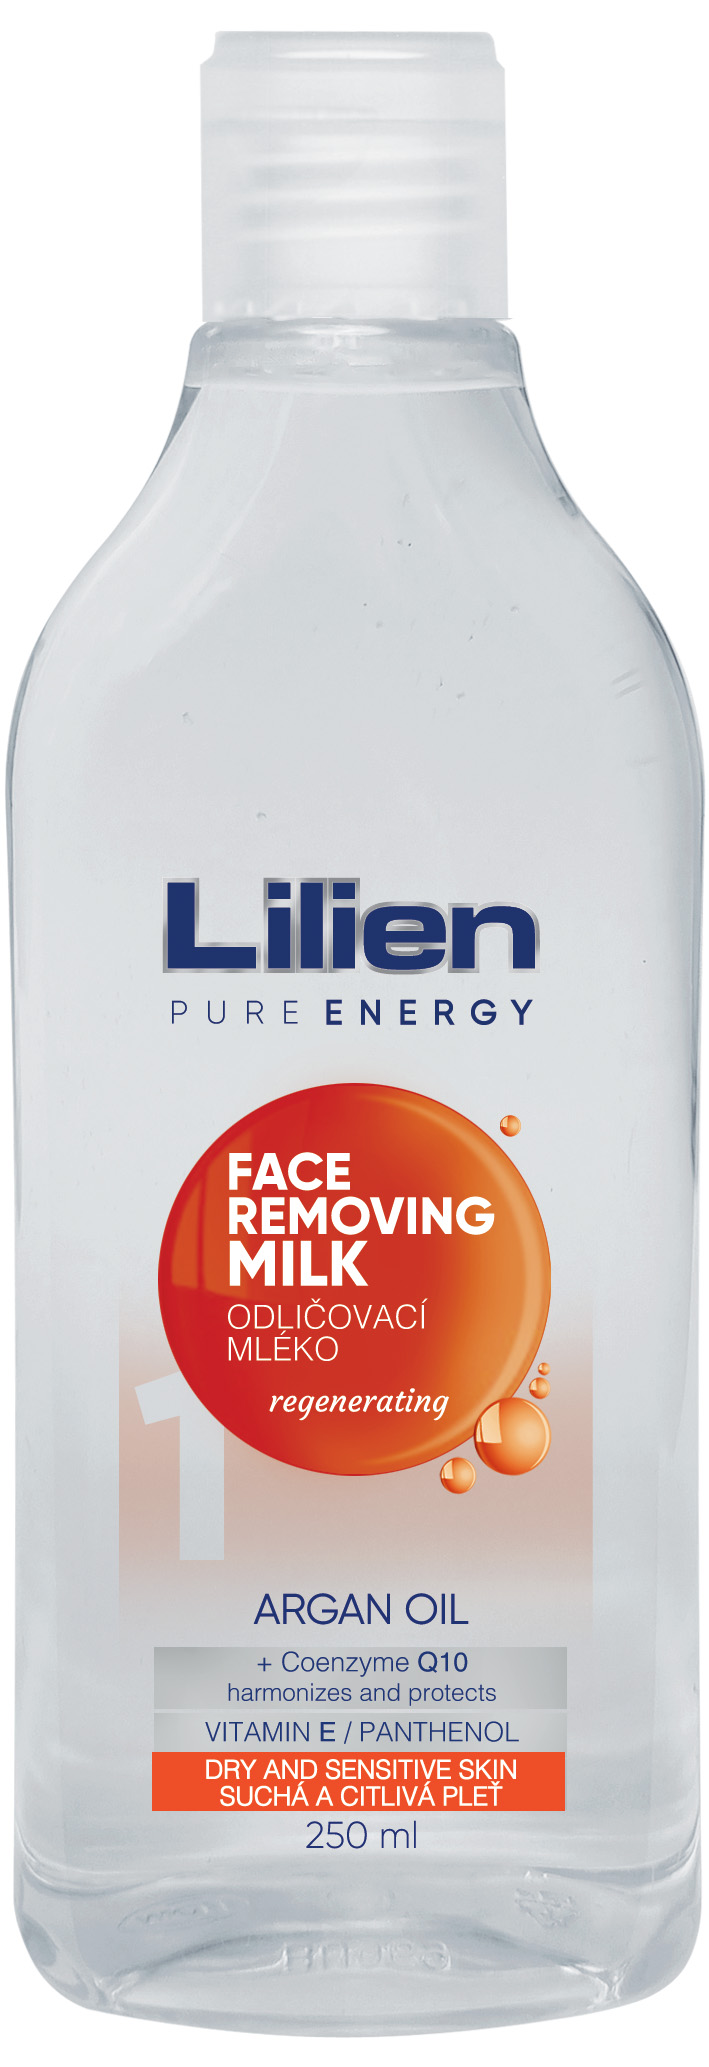 Lilien
PURE ENERGY
FACE
REMOVING
MILK
ODLIČOVACÍ
MLÉKO
regenerating
1
ARGAN OIL
+ Coenzyme Q10
harmonizes and protects
VITAMIN E / PANTHENOL
DRY AND SENSITIVE SKIN
SUCHÁ A CITLIVÁ PLEŤ
250 ml